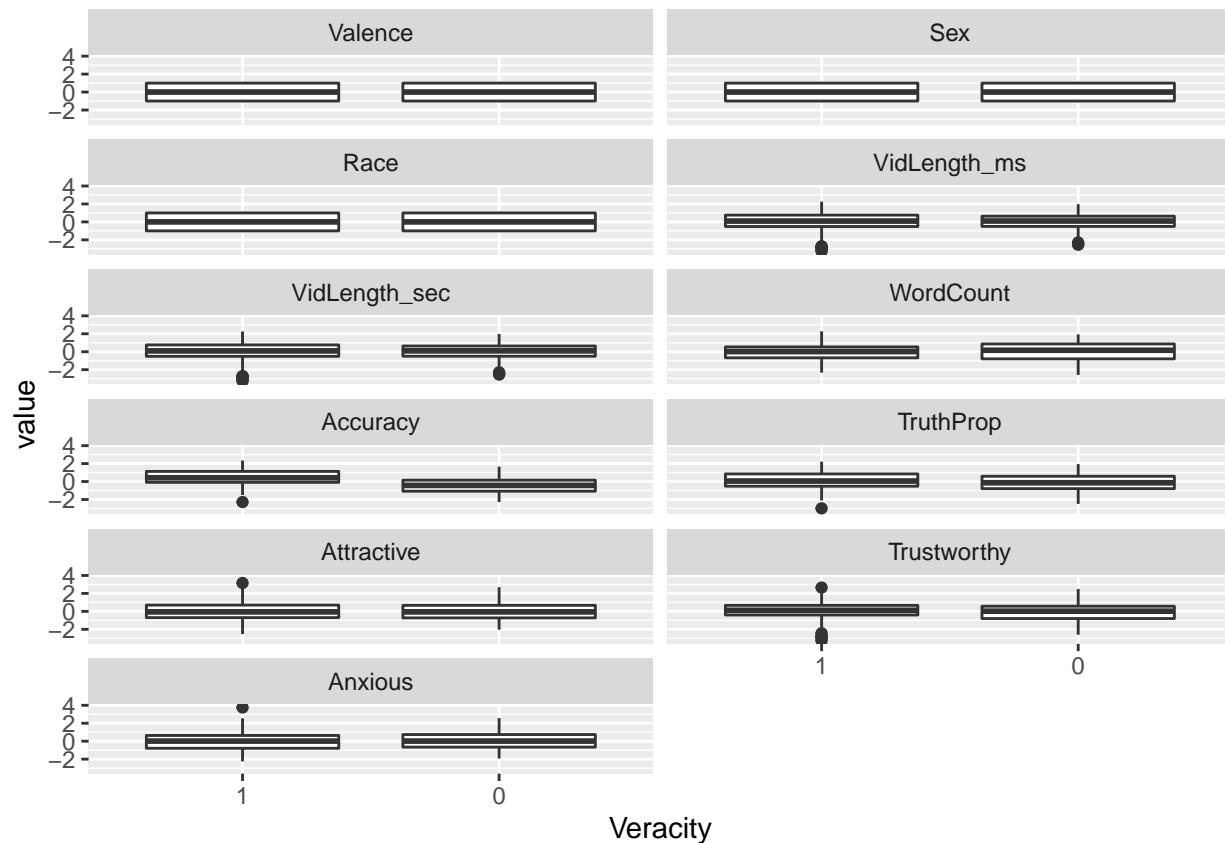 Valence
Sex
4
2
0
−2
Race
VidLength_ms
4
2
0
−2
VidLength_sec
WordCount
4
2
0
−2
value
Accuracy
TruthProp
4
2
0
−2
Attractive
Trustworthy
4
2
0
−2
1
0
Anxious
4
2
0
−2
1
0
Veracity